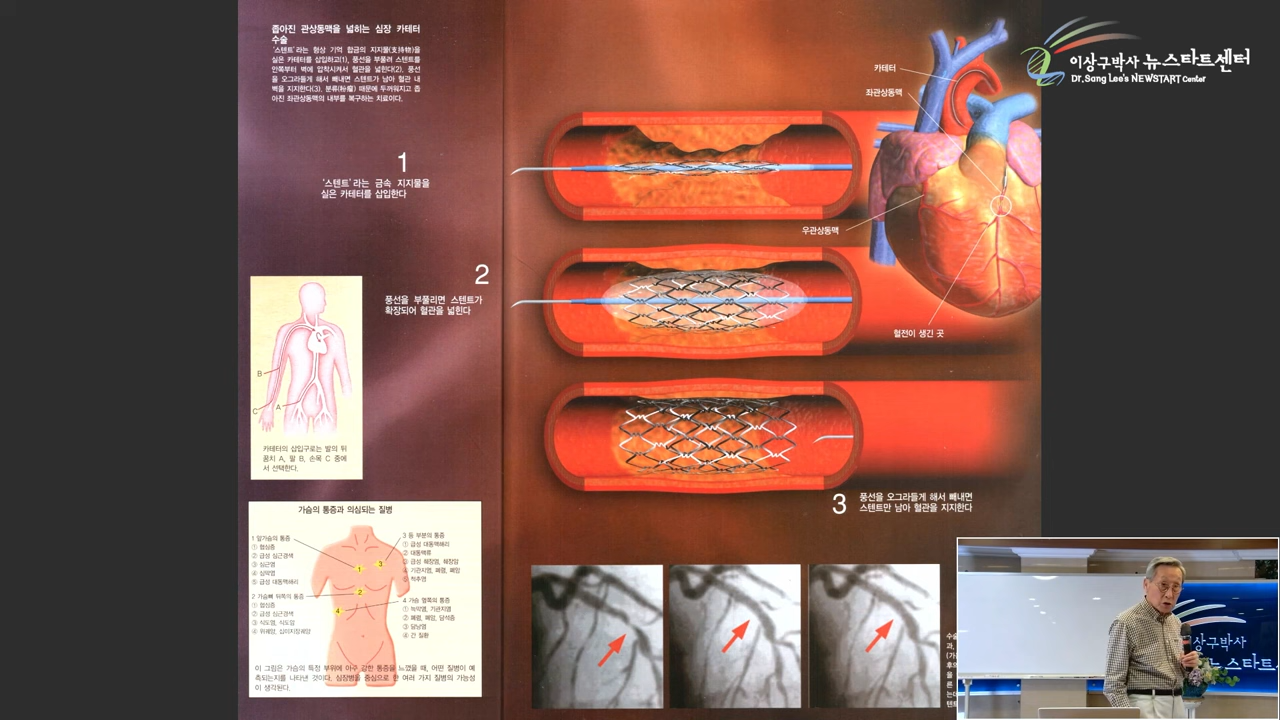 좁아진 관상동맥을 넓히는 심장 카테터
수술
'스텐트'라는 형상 기억 합금의 지지물(支持物)을
실은 카테터를 삽입하고(1), 풍선을 부풀려 스텐트를
안쪽부터 벽에 압착시켜서 혈관을 넓힌다(2). 풍선
을 오그라들게 해서 빼내면 스텐트가 남아 혈관 내
벽을 지지한다(3). 분류(粉瘤) 때문에 두꺼워지고 좁
아진 좌관상동맥의 내부를 복구하는 치료이다.
이상구박사 뉴스타트센터
Dr. Sang Lee's NEWSTART Center
카테터
좌관상동맥
우관상동맥
혈전이 생긴 곳
1
'스텐트'라는 금속 지지물을
실은 카테터를 삽입한다
2
풍선을 부풀리면 스텐트가
확장되어 혈관을 넓힌다
3
풍선을 오그라들게 해서 빼내면
스텐트만 남아 혈관을 지지한다
B
C
A
카테터의 삽입구로는 발의 뒤
꿈치 A, 팔 B, 손목 C 중에
서 선택한다.
가슴의 통증과 의심되는 질병
1 앞가슴의 통증
① 협심증
② 급성 심근경색
③ 심근염
④ 심막염
⑤ 급성 대동맥해리
2 가슴뼈 뒤쪽의 통증
① 협심증
② 급성 심근경색
③ 식도염, 식도암
④ 위궤양, 십이지장궤양
3 등 부분의 통증
① 급성 대동맥해리
② 대동맥류
③ 급성 췌장염, 췌장암
④ 기관지염, 폐렴, 폐암
⑤ 척추염
4 가슴 옆쪽의 통증
① 늑막염, 기관지염
② 폐렴, 폐암, 담석증
③ 담낭염
④ 간 질환
1
3
2
4
이 그림은 가슴의 특정 부위에 아주 강한 통증을 느꼈을 때, 어떤 질병이 예
측되는지를 나타낸 것이다. 심장병을 중심으로 한 여러 가지 질병의 가능성
이 생각된다.
상구박사
뉴스타트